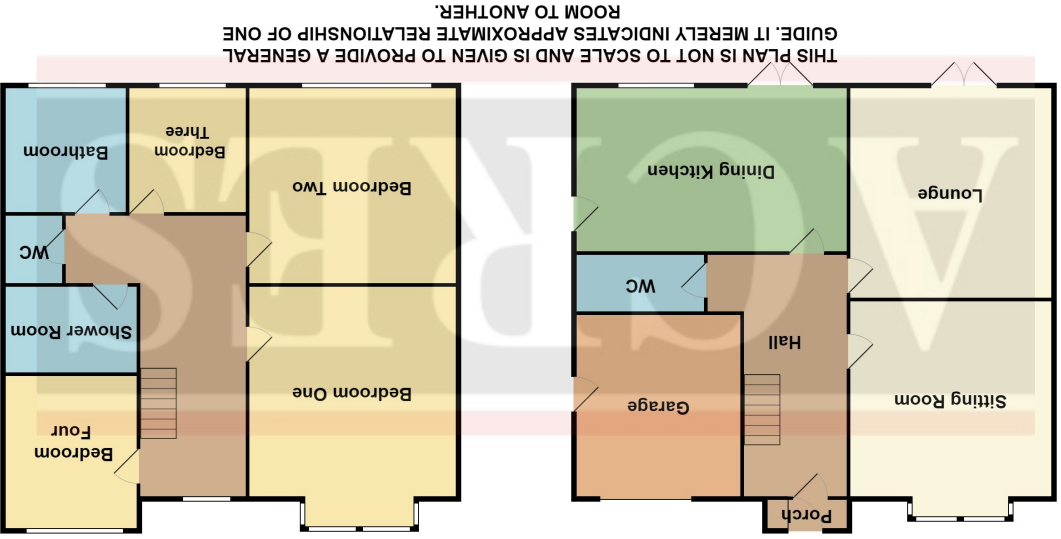 Porch
Sitting Room
Garage
Hall
WC
Lounge
Dining Kitchen
Bedroom
Four
Bedroom One
Shower Room
WC
Bedroom Two
Bedroom
Three
Bathroom
ACRES
THIS PLAN IS NOT TO SCALE AND IS GIVEN TO PROVIDE A GENERAL
GUIDE. IT MERELY INDICATES APPROXIMATE RELATIONSHIP OF ONE
ROOM TO ANOTHER.